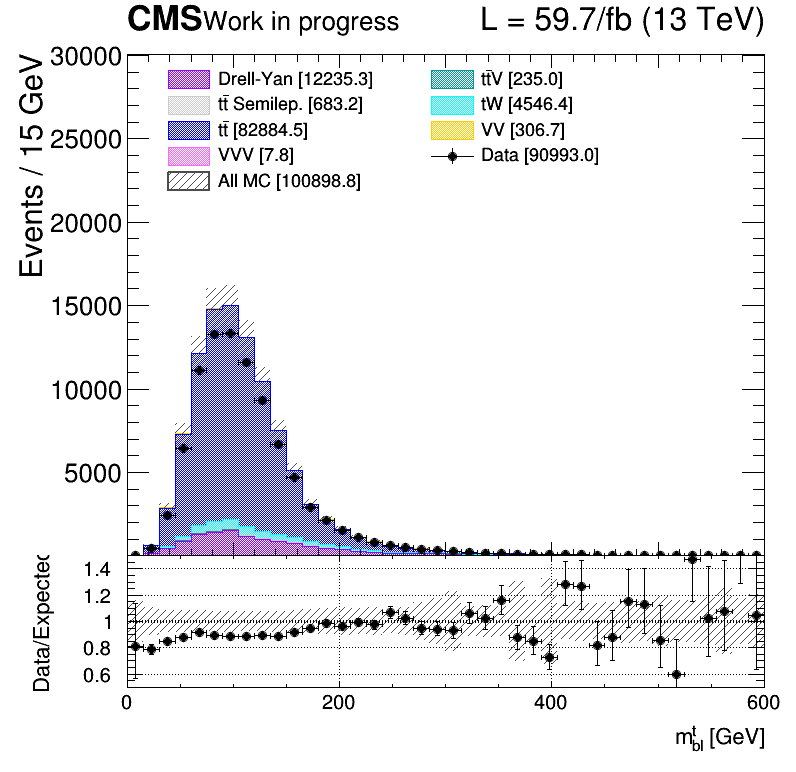 CMS Work in progress L = 59.7/fb (13 TeV)
Events / 15 GeV
30000
25000
20000
15000
10000
5000
Drell-Yan [12235.3]
tt̄ Semilep. [683.2]
tt̄ [82884.5]
VVV [7.8]
All MC [100898.8]
tt̄V [235.0]
tW [4546.4]
VV [306.7]
Data [90993.0]
Data/Expected
1.4
1.2
1
0.8
0.6
0 200 400 600
m^t_bl [GeV]